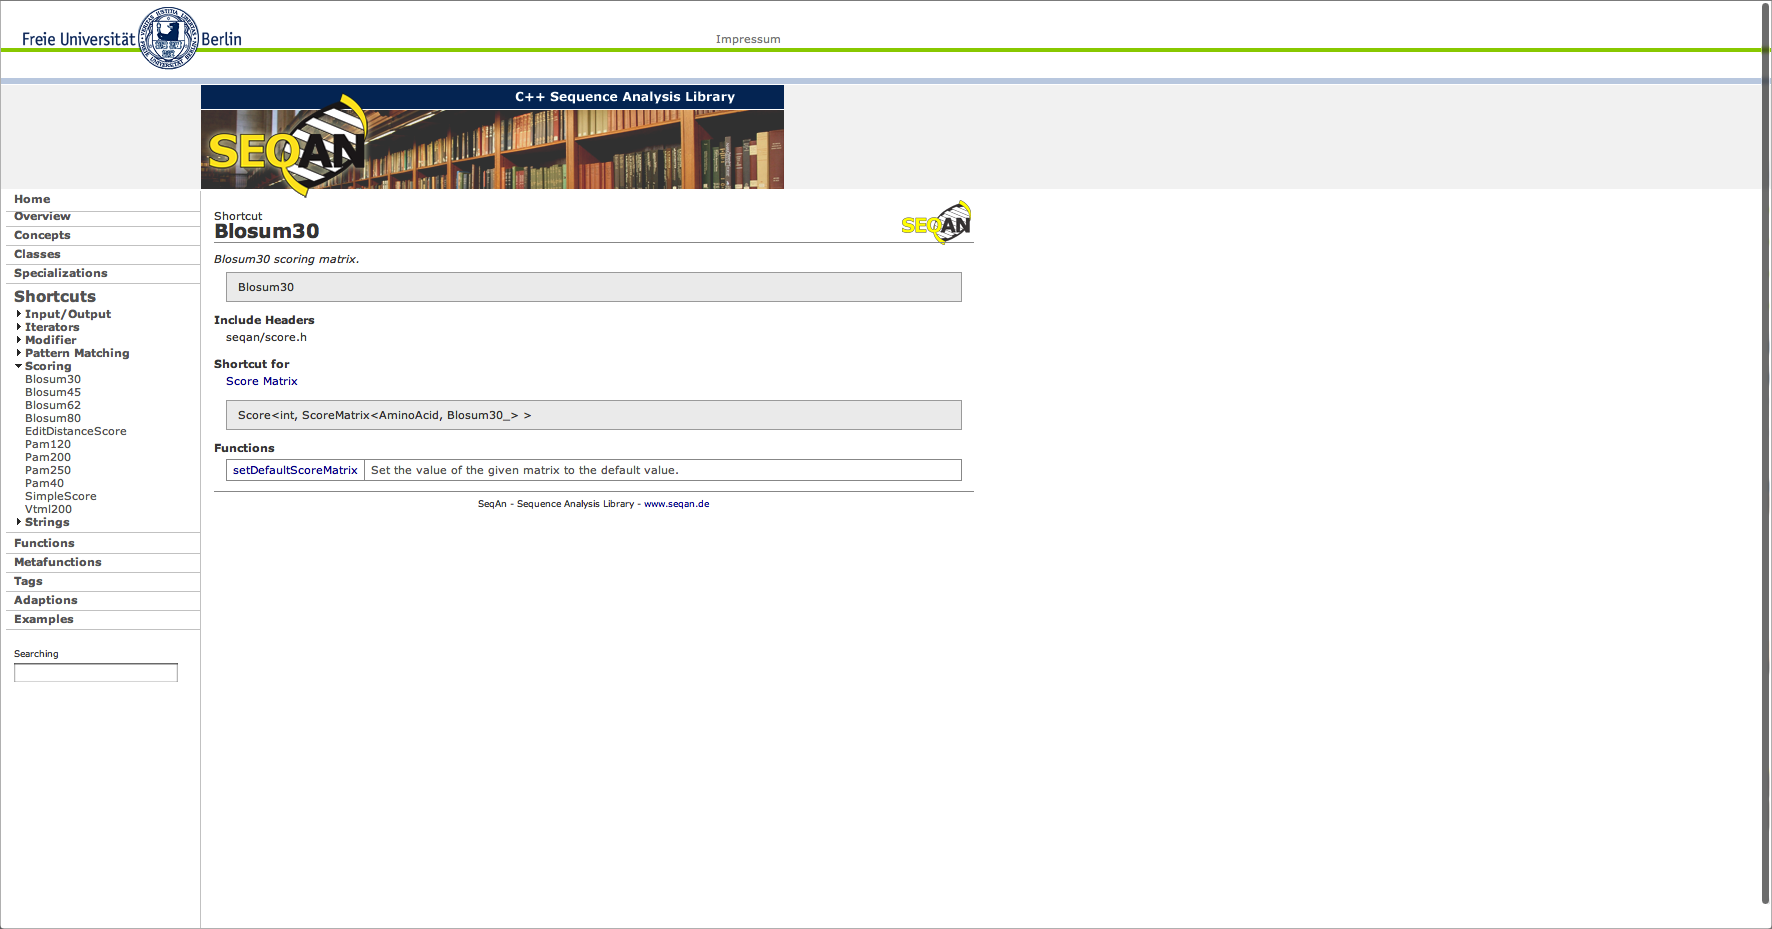 Freie Universität Berlin
Impressum
C++ Sequence Analysis Library
SEQAN
Home
Overview
Concepts
Classes
Specializations
Shortcuts
Input/Output
Iterators
Modifier
Pattern Matching
Scoring
Blosum30
Blosum45
Blosum62
Blosum80
EditDistanceScore
Pam120
Pam200
Pam250
Pam40
SimpleScore
Vtml200
Strings
Functions
Metafunctions
Tags
Adaptions
Examples
Searching
Shortcut
Blosum30
SEQAN
Blosum30 scoring matrix.
Blosum30
Include Headers
seqan/score.h
Shortcut for
Score Matrix
Score<int, ScoreMatrix<AminoAcid, Blosum30_> >
Functions
setDefaultScoreMatrix Set the value of the given matrix to the default value.
SeqAn - Sequence Analysis Library - www.seqan.de